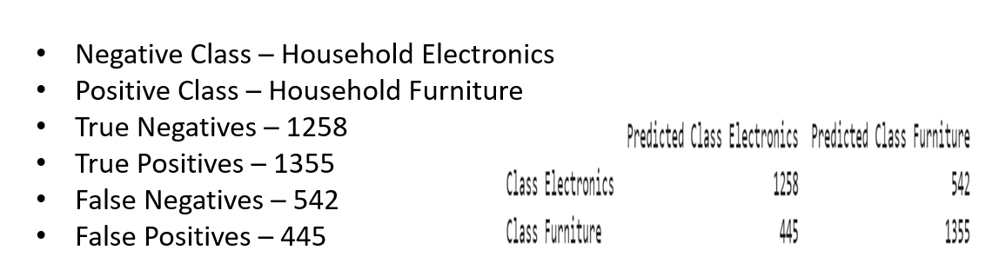 • Negative Class – Household Electronics
• Positive Class – Household Furniture
• True Negatives – 1258
• True Positives – 1355
• False Negatives – 542
• False Positives – 445
Predicted Class Electronics Predicted Class Furniture
Class Electronics 1258 542
Class Furniture 445 1355